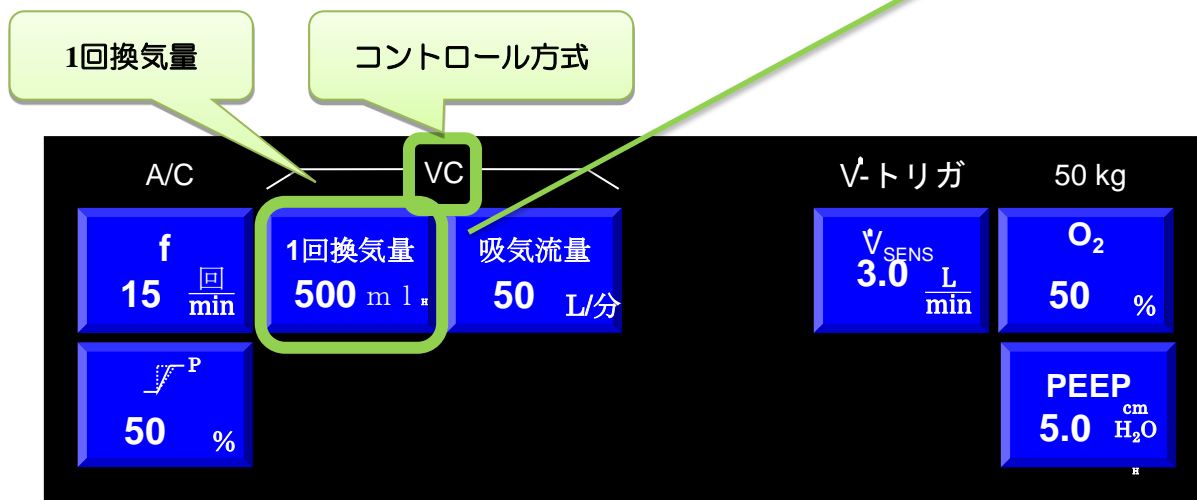 1回換気量
コントロール方式
A/C
VC
V-トリガ
50 kg
f
15 回/min
1回換気量
500 ml H
吸気流量
50 L/分
V̇SENS
3.0 L/min
O₂
50 %
P
50 %
PEEP
5.0 cm H₂O
H